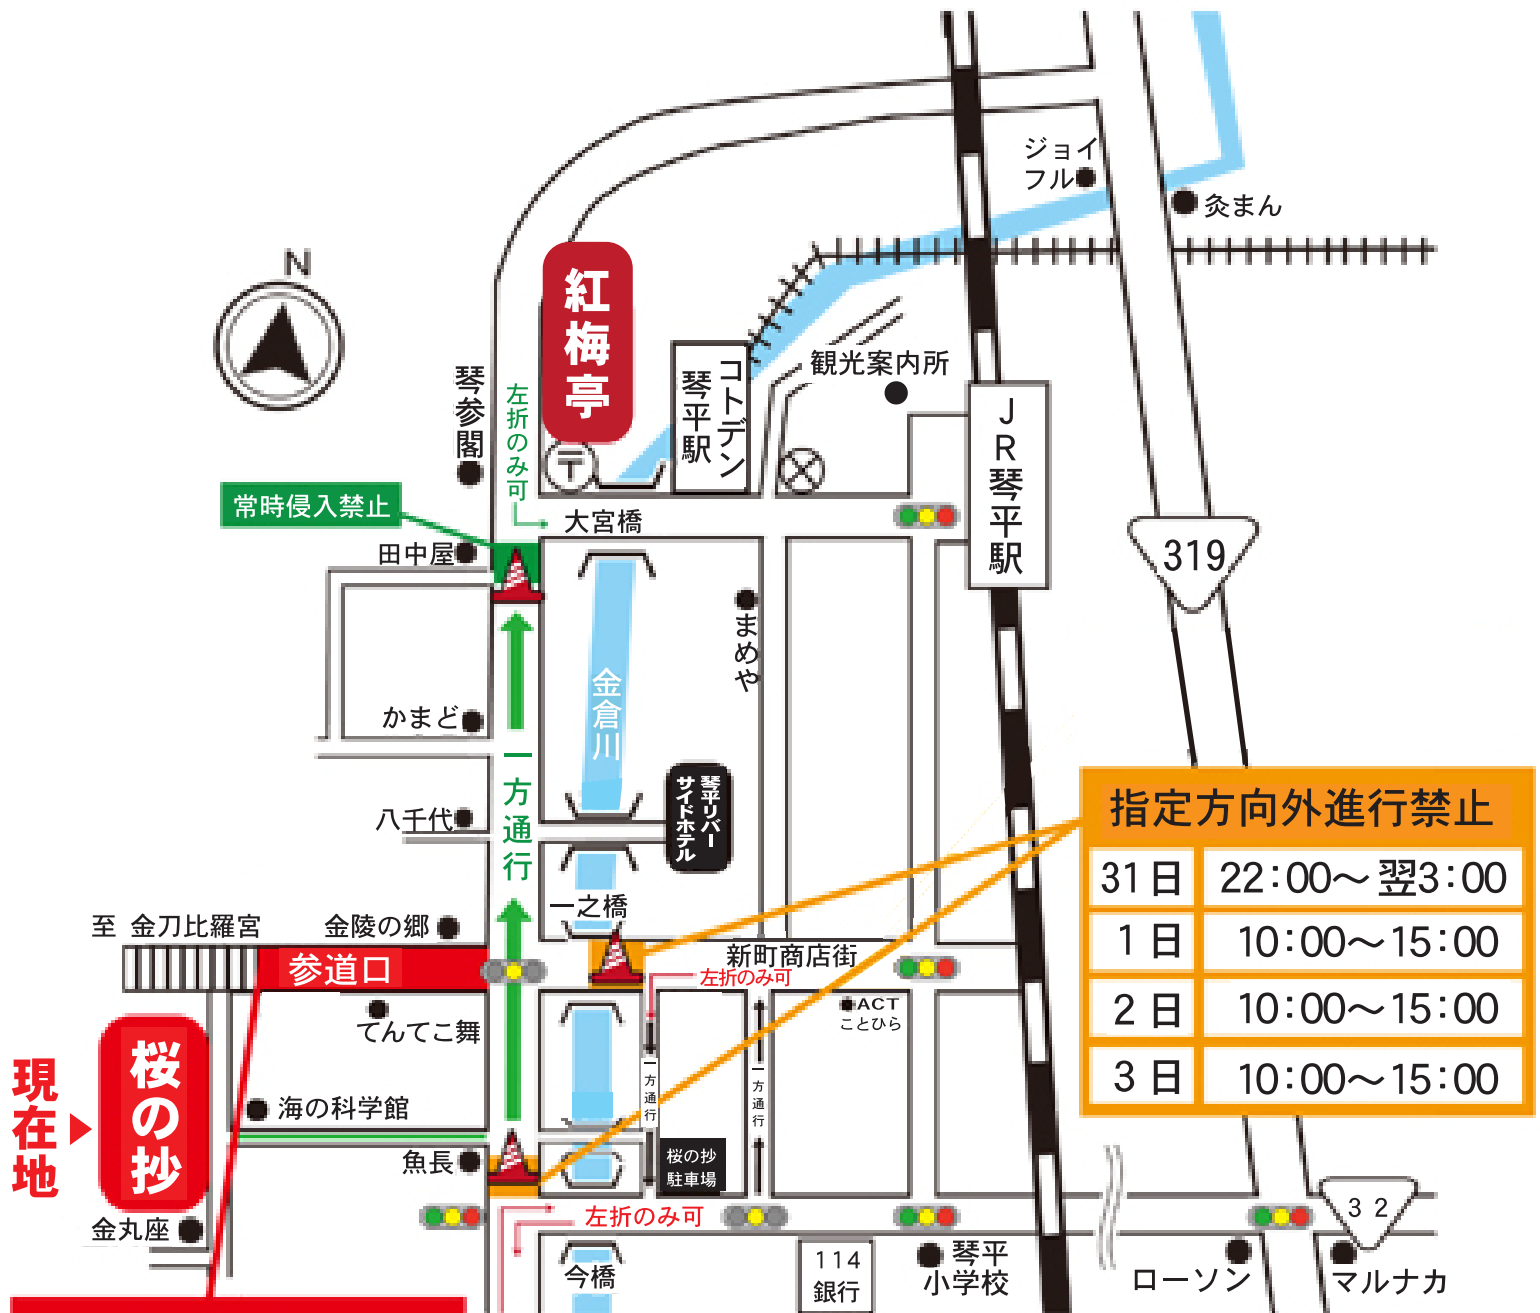 ジョイ
フル
灸まん
N
紅梅亭
琴参閣
左折のみ可
コトデン
琴平駅
観光案内所
JR琴平駅
〒
常時侵入禁止
大宮橋
田中屋
319
まめや
金倉川
かまど
一方通行
琴平リバー
サイドホテル
八千代
指定方向外進行禁止
31日 22:00～翌3:00
1日 10:00～15:00
2日 10:00～15:00
3日 10:00～15:00
一之橋
至 金刀比羅宮
金陵の郷
新町商店街
参道口
左折のみ可
ACT
ことひら
てんてこ舞
現在地
桜の抄
一方通行
一方通行
海の科学館
魚長
桜の抄
駐車場
金丸座
左折のみ可
32
今橋
114
銀行
琴平
小学校
ローソン
マルナカ